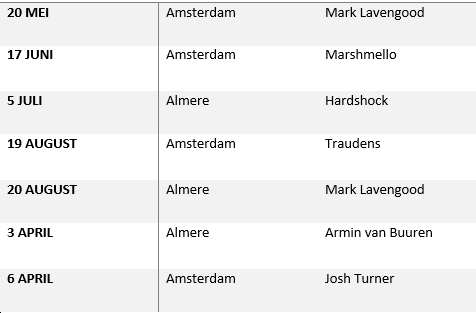 20 MEI Amsterdam Mark Lavengood
17 JUNI Amsterdam Marshmello
5 JULI Almere Hardshock
19 AUGUST Amsterdam Traudens
20 AUGUST Almere Mark Lavengood
3 APRIL Almere Armin van Buuren
6 APRIL Amsterdam Josh Turner